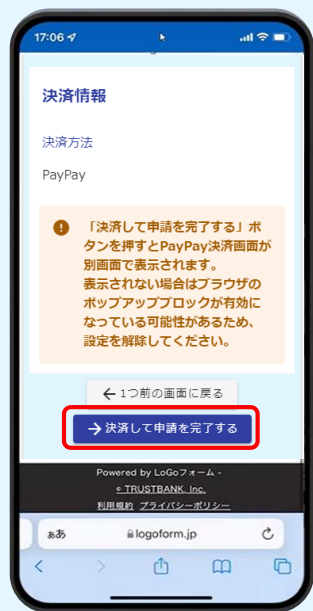 17:06
決済情報
決済方法
PayPay
「決済して申請を完了する」ボ
タンを押すとPayPay決済画面が
別画面で表示されます。
表示されない場合はブラウザの
ポップアップブロックが有効に
なっている可能性があるため、
設定を解除してください。
← 1つ前の画面に戻る
→ 決済して申請を完了する
Powered by LoGoフォーム -
© TRUSTBANK, Inc.
利用規約 プライバシーポリシー
ぁあ logoform.jp